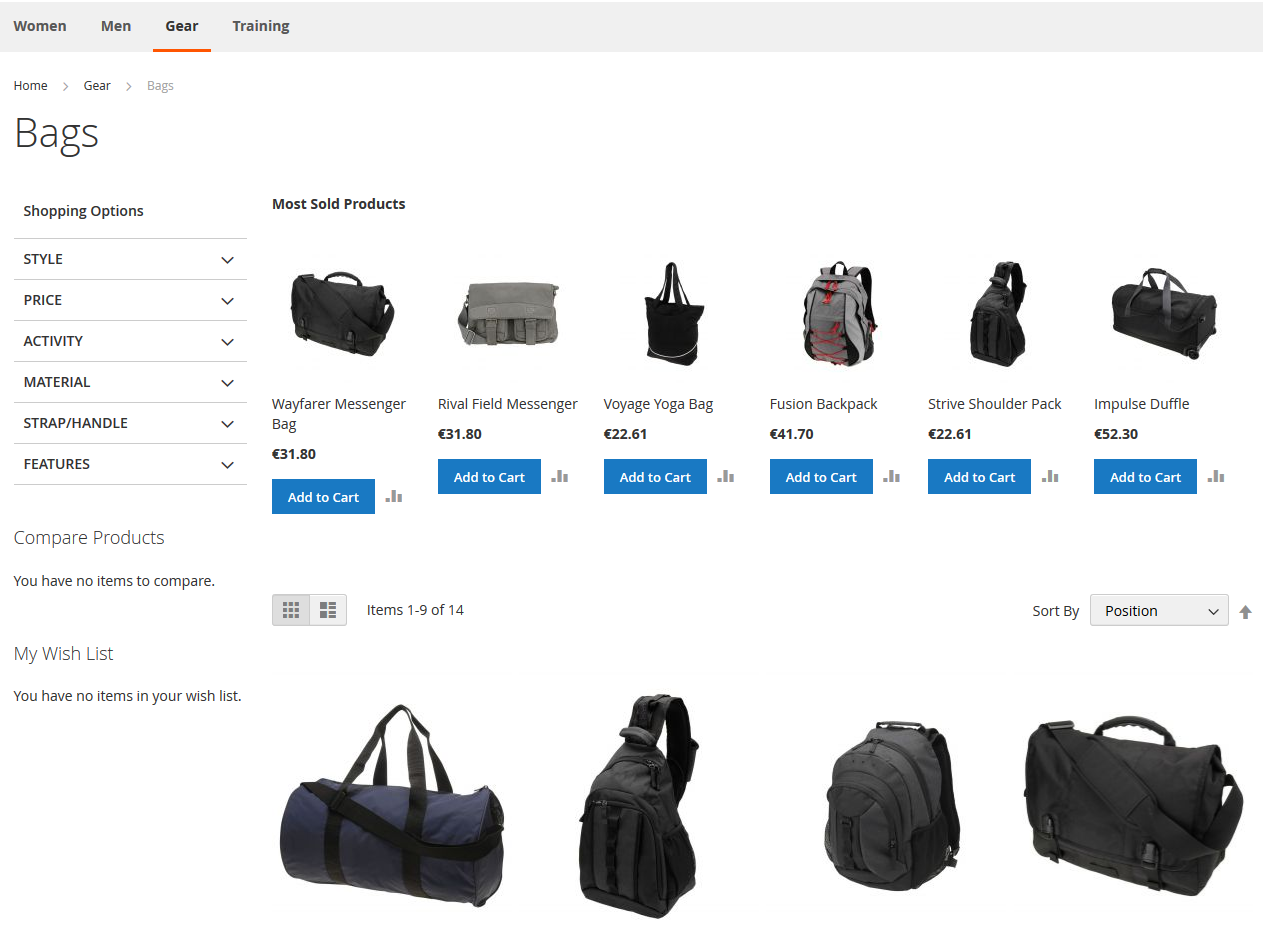 Women Men Gear Training
Home Gear Bags
Bags
Shopping Options
STYLE
PRICE
ACTIVITY
MATERIAL
STRAP/HANDLE
FEATURES
Compare Products
You have no items to compare.
My Wish List
You have no items in your wish list.
Most Sold Products
Wayfarer Messenger
Bag
€31.80
Add to Cart
Rival Field Messenger
€31.80
Add to Cart
Voyage Yoga Bag
€22.61
Add to Cart
Fusion Backpack
€41.70
Add to Cart
Strive Shoulder Pack
€22.61
Add to Cart
Impulse Duffle
€52.30
Add to Cart
Items 1-9 of 14
Sort By Position